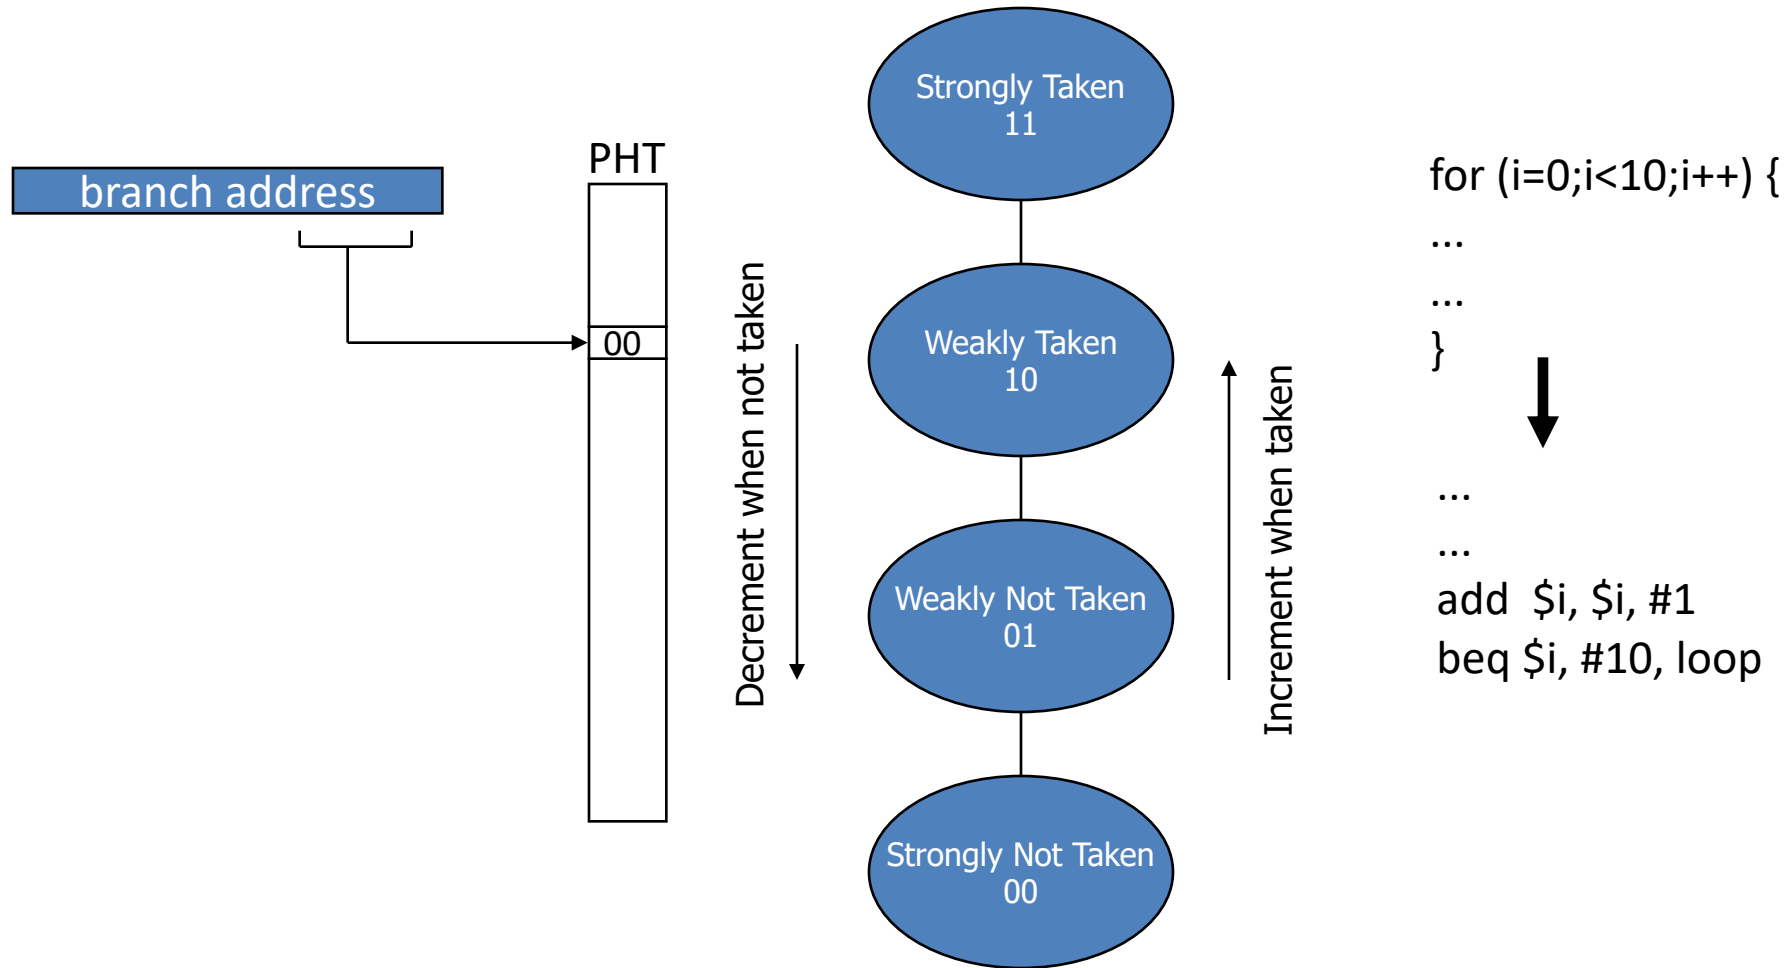 branch address
PHT
00
Decrement when not taken
Strongly Taken
11
Weakly Taken
10
Weakly Not Taken
01
Strongly Not Taken
00
Increment when taken
for (i=0;i<10;i++) {
...
...
}
...
...
add $i, $i, #1
beq $i, #10, loop